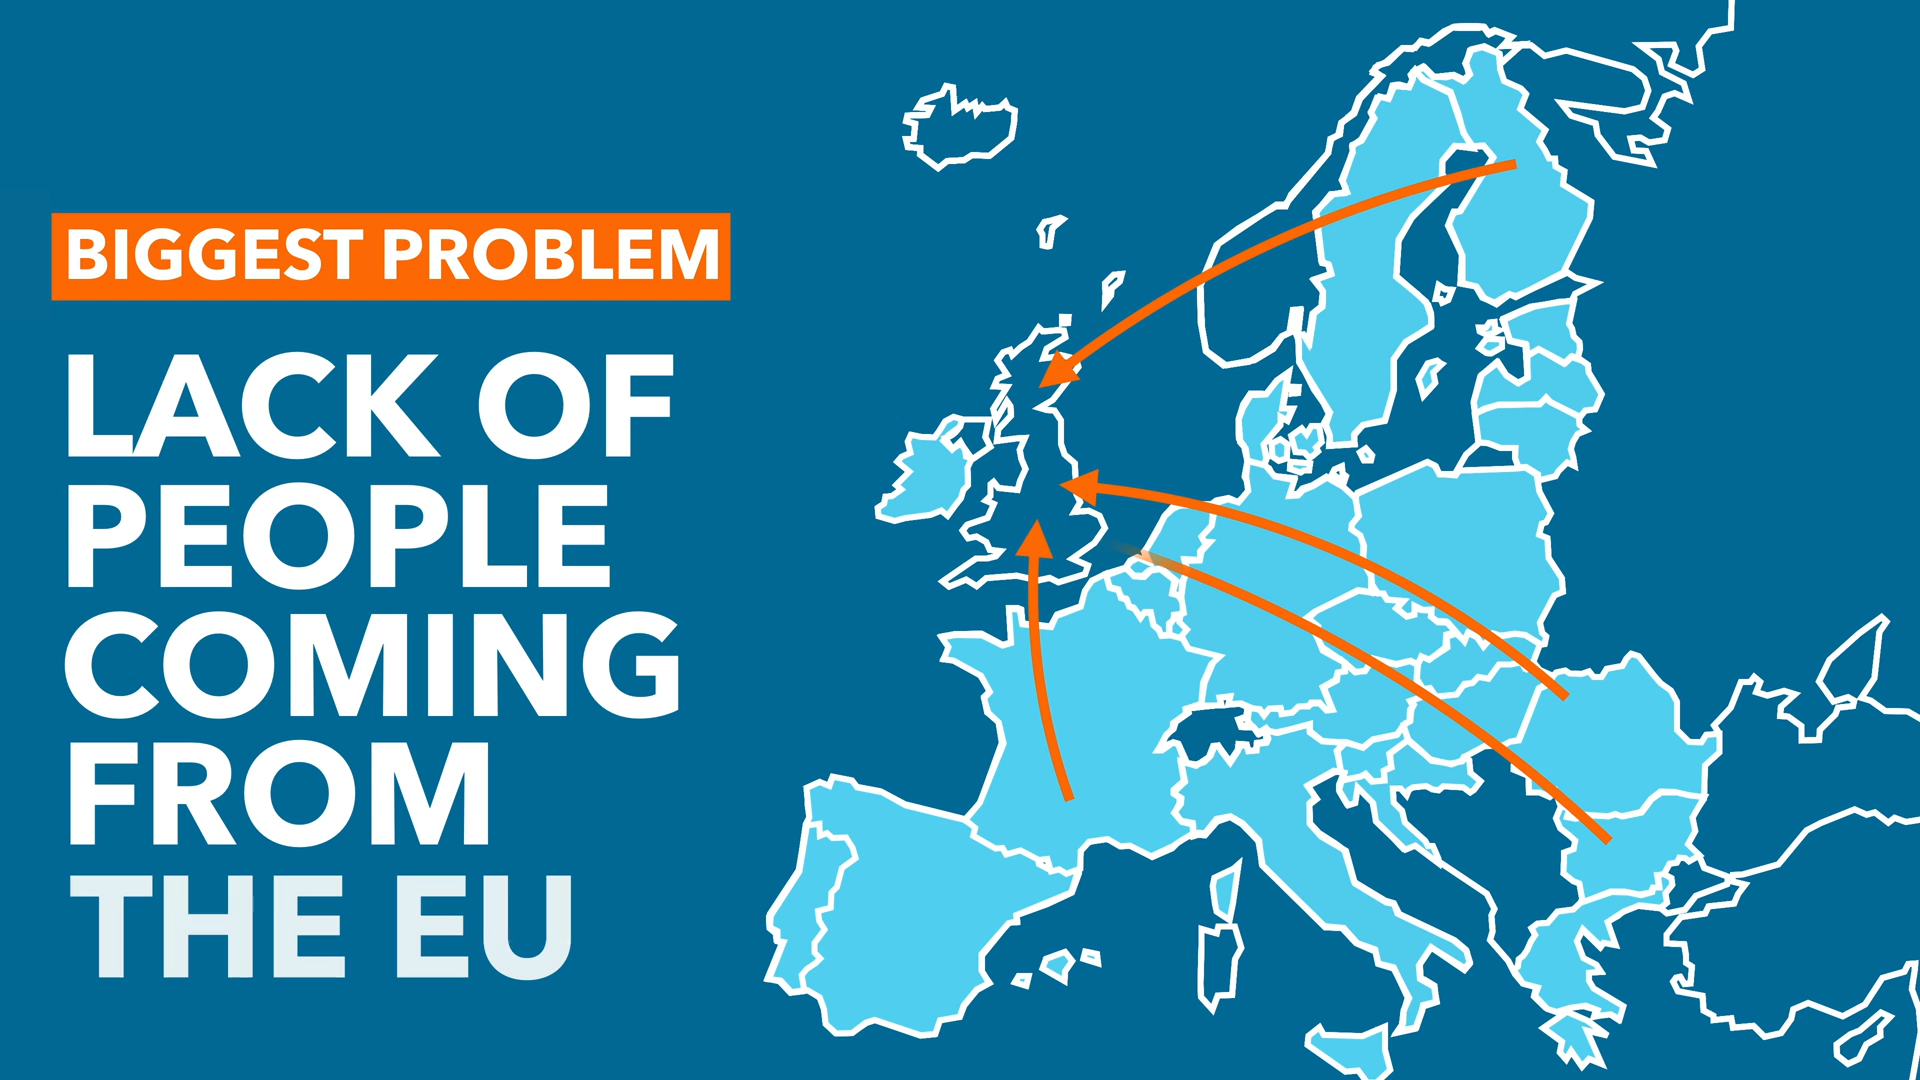 BIGGEST PROBLEM
LACK OF
PEOPLE
COMING
FROM
THE EU